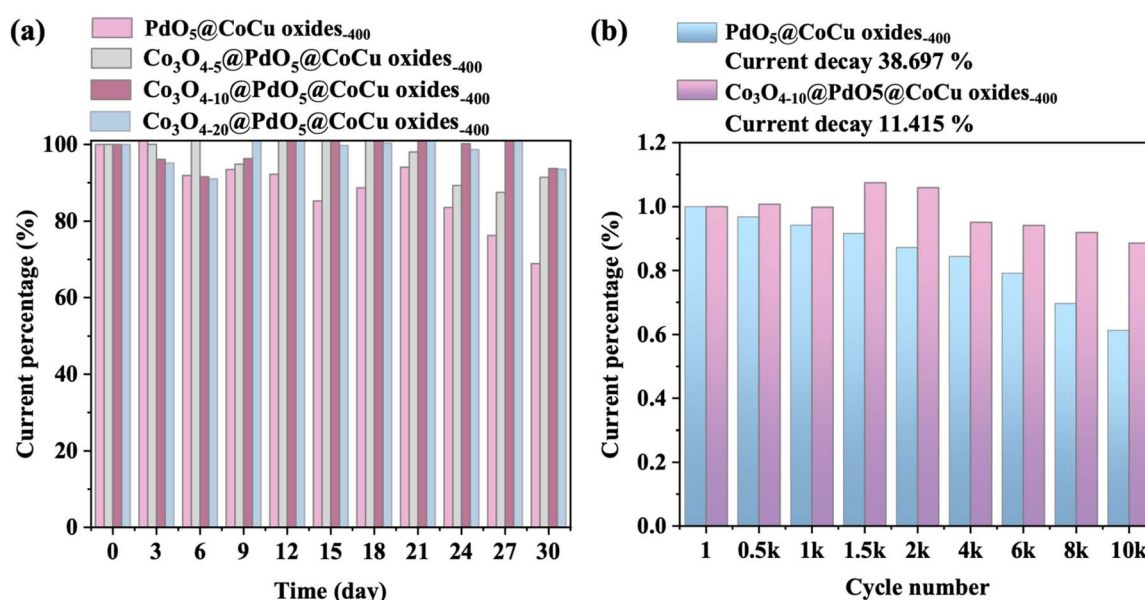 (a)
PdO₅@CoCu oxides₋₄₀₀
Co₃O₄₋₅@PdO₅@CoCu oxides₋₄₀₀
Co₃O₄₋₁₀@PdO₅@CoCu oxides₋₄₀₀
Co₃O₄₋₂₀@PdO₅@CoCu oxides₋₄₀₀
Current percentage (%)
100
80
60
40
20
0
0 3 6 9 12 15 18 21 24 27 30
Time (day)
(b)
PdO₅@CoCu oxides₋₄₀₀
Current decay 38.697 %
Co₃O₄₋₁₀@PdO5@CoCu oxides₋₄₀₀
Current decay 11.415 %
Current percentage (%)
1.2
1.0
0.8
0.6
0.4
0.2
0.0
1 0.5k 1k 1.5k 2k 4k 6k 8k 10k
Cycle number